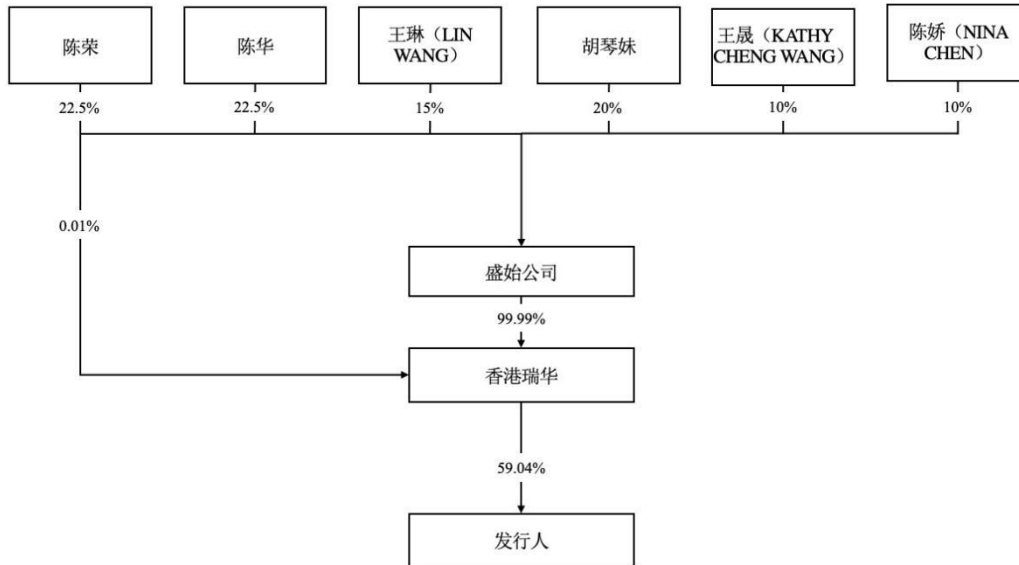 陈荣
陈华
王琳（LIN
WANG）
胡琴妹
王晟（KATHY
CHENG WANG）
陈娇（NINA
CHEN）
22.5%
22.5%
15%
20%
10%
10%
0.01%
盛始公司
99.99%
香港瑞华
59.04%
发行人